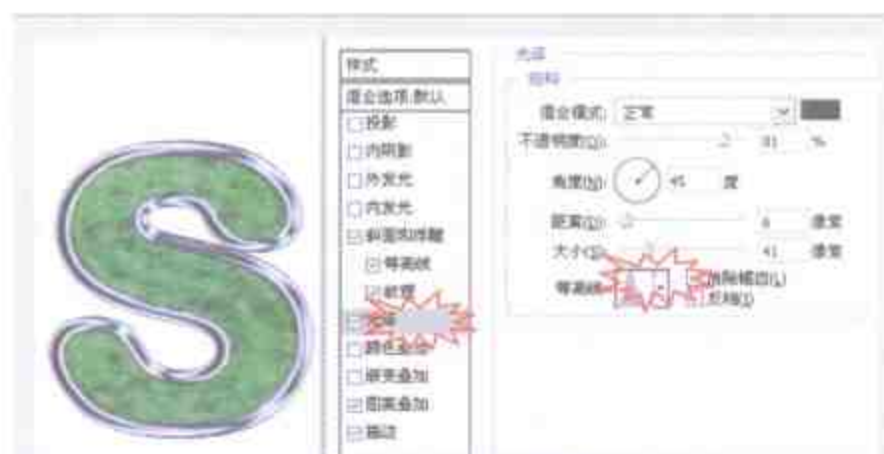 S
样式
混合选项:默认
投影
内阴影
外发光
内发光
斜面和浮雕
等高线
纹理
光泽
颜色叠加
渐变叠加
图案叠加
描边
光泽
结构
混合模式: 正常
不透明度(O): 81 %
角度(N): 45 度
距离(D): 6 像素
大小(S): 41 像素
等高线: 消除锯齿(L)
反相(I)